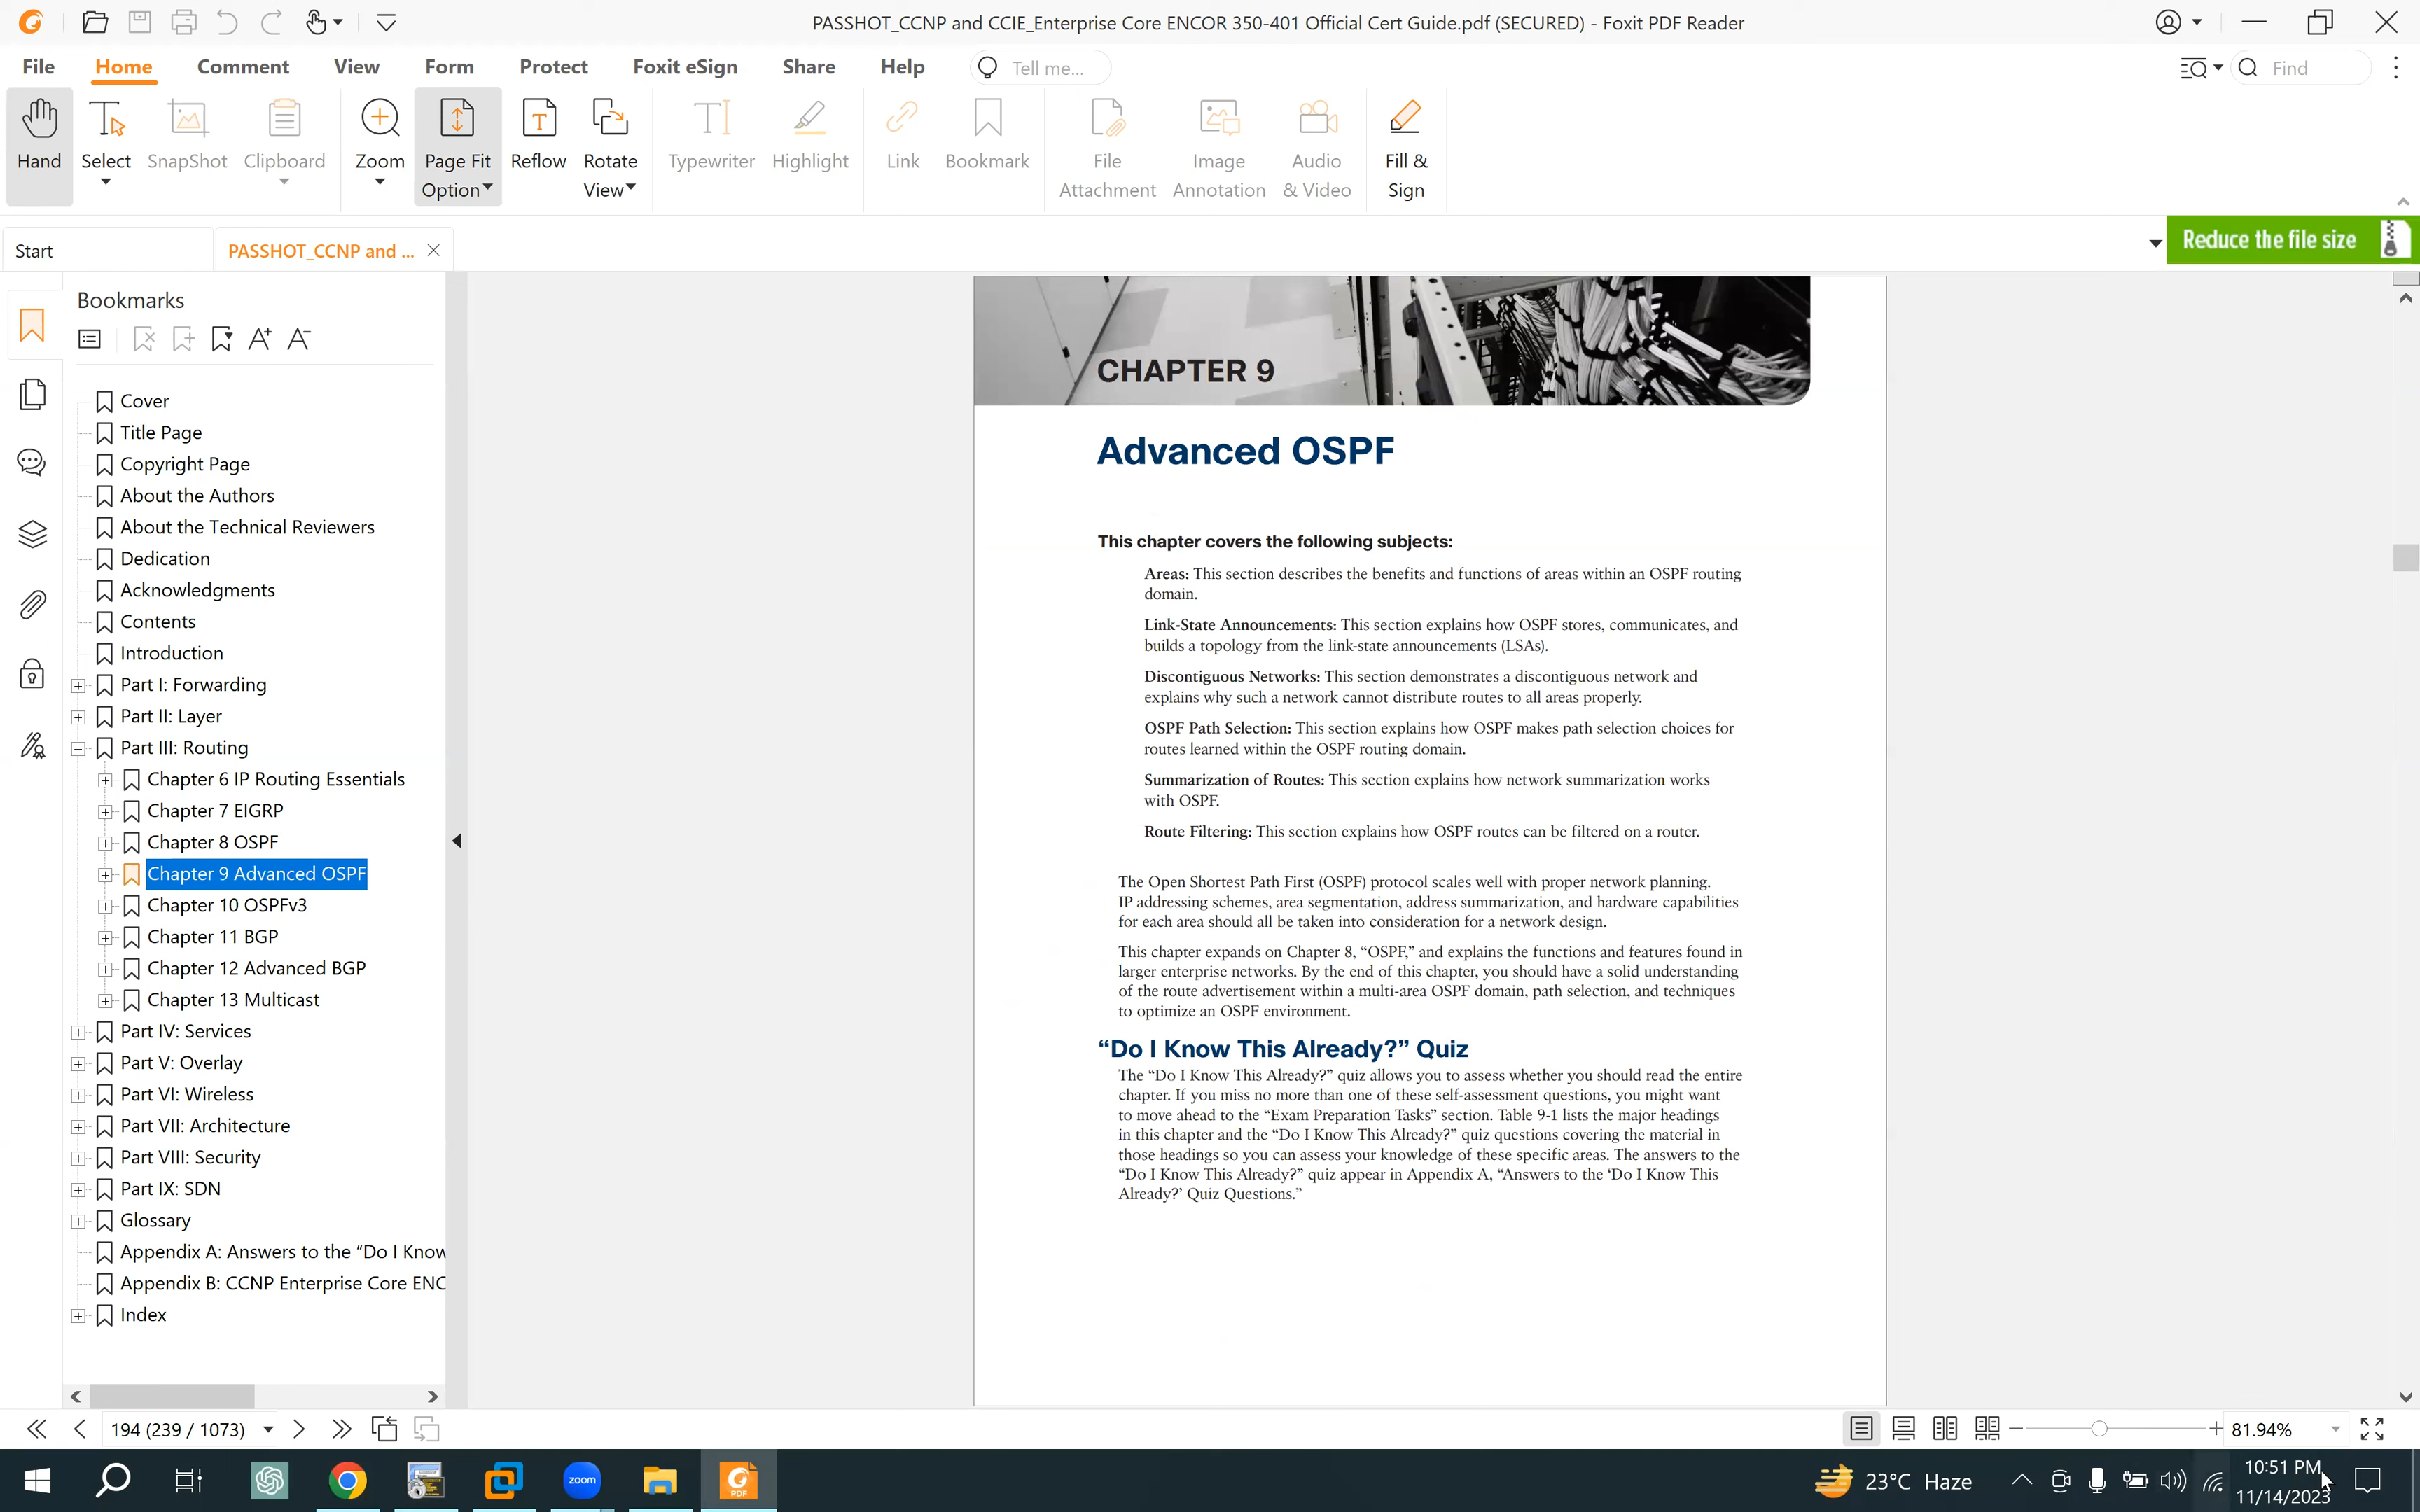 PASSHOT_CCNP and CCIE_Enterprise Core ENCOR 350-401 Official Cert Guide.pdf (SECURED) - Foxit PDF Reader
File Home Comment View Form Protect Foxit eSign Share Help Tell me... Find
Hand Select SnapShot Clipboard Zoom Page Fit Option Reflow Rotate View Typewriter Highlight Link Bookmark File Attachment Image Annotation Audio & Video Fill & Sign
Start PASSHOT_CCNP and ... Reduce the file size
Bookmarks
Cover
Title Page
Copyright Page
About the Authors
About the Technical Reviewers
Dedication
Acknowledgments
Contents
Introduction
Part I: Forwarding
Part II: Layer
Part III: Routing
Chapter 6 IP Routing Essentials
Chapter 7 EIGRP
Chapter 8 OSPF
Chapter 9 Advanced OSPF
Chapter 10 OSPFv3
Chapter 11 BGP
Chapter 12 Advanced BGP
Chapter 13 Multicast
Part IV: Services
Part V: Overlay
Part VI: Wireless
Part VII: Architecture
Part VIII: Security
Part IX: SDN
Glossary
Appendix A: Answers to the “Do I Know
Appendix B: CCNP Enterprise Core ENC
Index
CHAPTER 9
Advanced OSPF
This chapter covers the following subjects:
Areas: This section describes the benefits and functions of areas within an OSPF routing
domain.
Link-State Announcements: This section explains how OSPF stores, communicates, and
builds a topology from the link-state announcements (LSAs).
Discontiguous Networks: This section demonstrates a discontiguous network and
explains why such a network cannot distribute routes to all areas properly.
OSPF Path Selection: This section explains how OSPF makes path selection choices for
routes learned within the OSPF routing domain.
Summarization of Routes: This section explains how network summarization works
with OSPF.
Route Filtering: This section explains how OSPF routes can be filtered on a router.
The Open Shortest Path First (OSPF) protocol scales well with proper network planning.
IP addressing schemes, area segmentation, address summarization, and hardware capabilities
for each area should all be taken into consideration for a network design.
This chapter expands on Chapter 8, “OSPF,” and explains the functions and features found in
larger enterprise networks. By the end of this chapter, you should have a solid understanding
of the route advertisement within a multi-area OSPF domain, path selection, and techniques
to optimize an OSPF environment.
“Do I Know This Already?” Quiz
The “Do I Know This Already?” quiz allows you to assess whether you should read the entire
chapter. If you miss no more than one of these self-assessment questions, you might want
to move ahead to the “Exam Preparation Tasks” section. Table 9-1 lists the major headings
in this chapter and the “Do I Know This Already?” quiz questions covering the material in
those headings so you can assess your knowledge of these specific areas. The answers to the
“Do I Know This Already?” quiz appear in Appendix A, “Answers to the ‘Do I Know This
Already?’ Quiz Questions.”
194 (239 / 1073) 81.94%
zoom PDF 23°C Haze 10:51 PM
11/14/2023